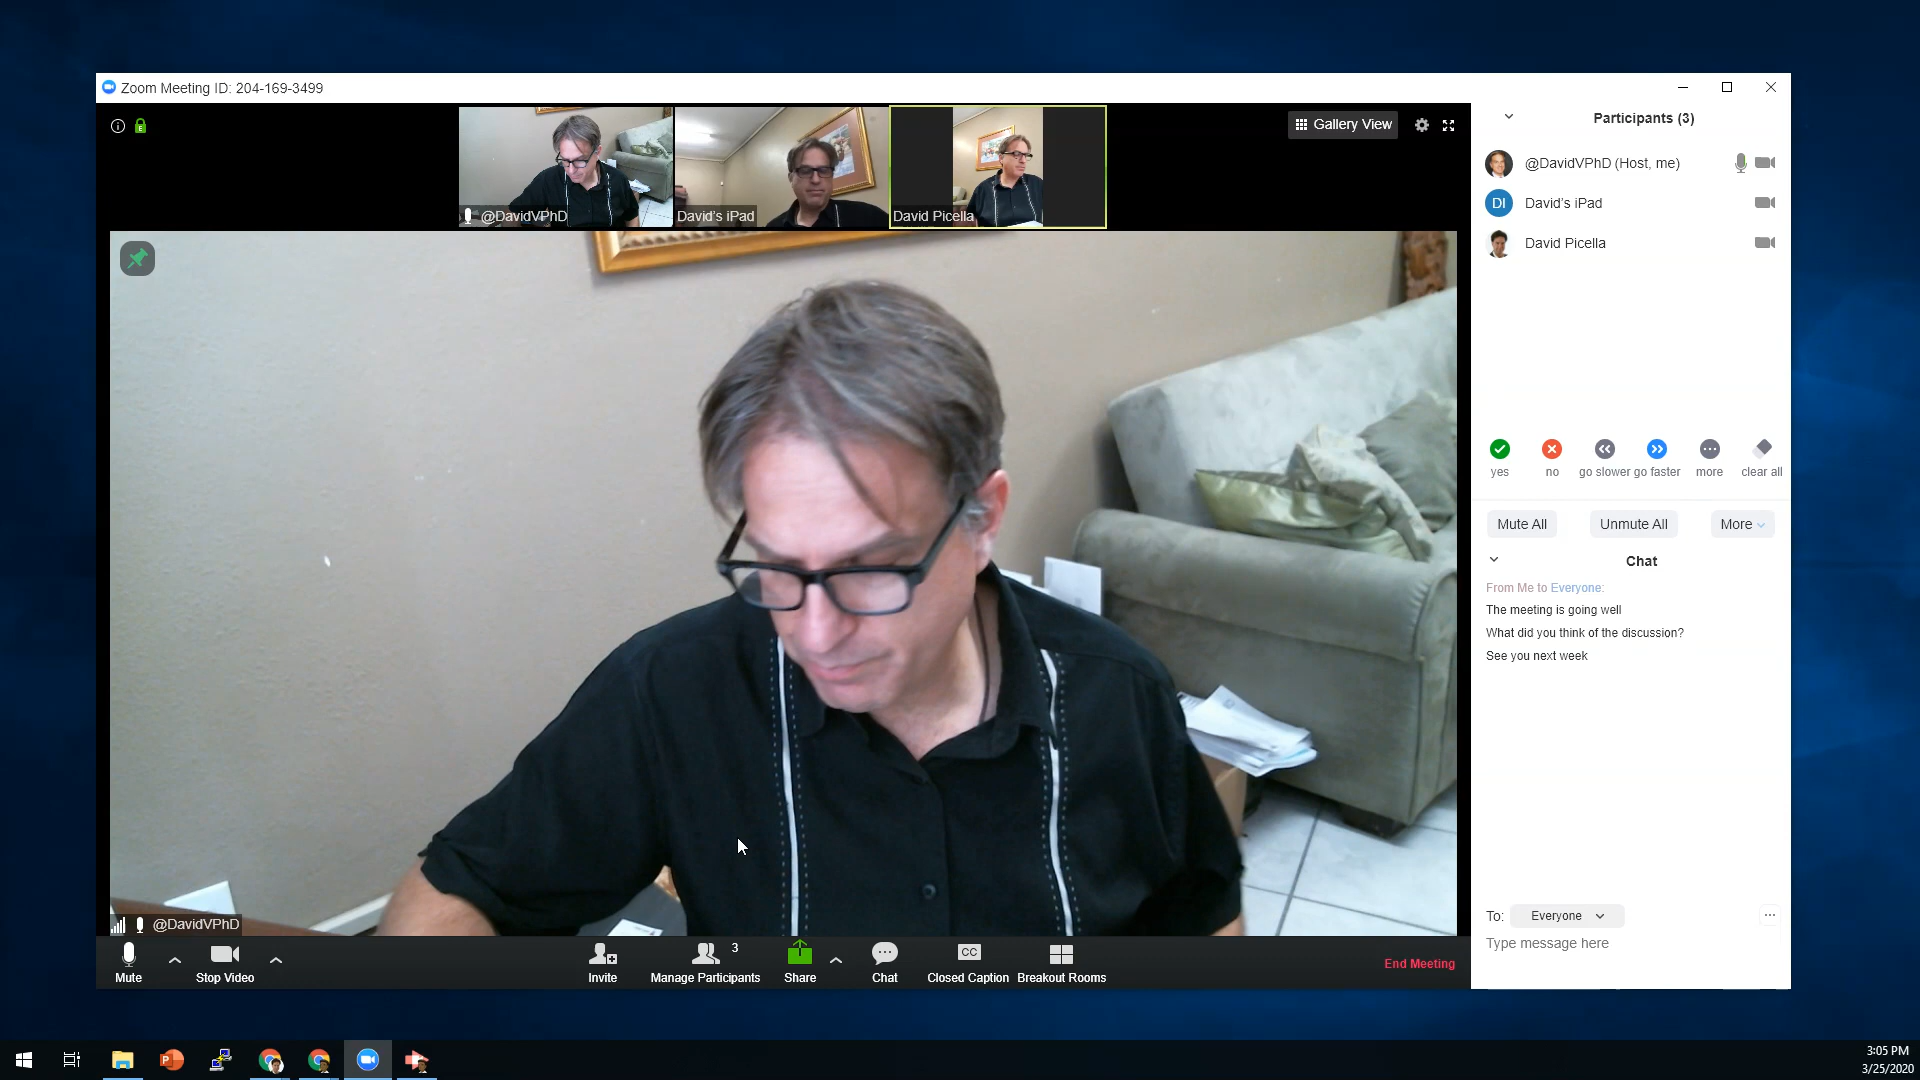 Zoom Meeting ID: 204-169-3499
@DavidVPhD
David's iPad
David Picella
Gallery View
Participants (3)
@DavidVPhD (Host, me)
DI
David's iPad
David Picella
yes
no
go slower
go faster
more
clear all
Mute All
Unmute All
More
Chat
From Me to Everyone:
The meeting is going well
What did you think of the discussion?
See you next week
To: Everyone
Type message here
@DavidVPhD
Mute
Stop Video
Invite
3
Manage Participants
Share
Chat
CC
Closed Caption
Breakout Rooms
End Meeting
P
3:05 PM
3/25/2020